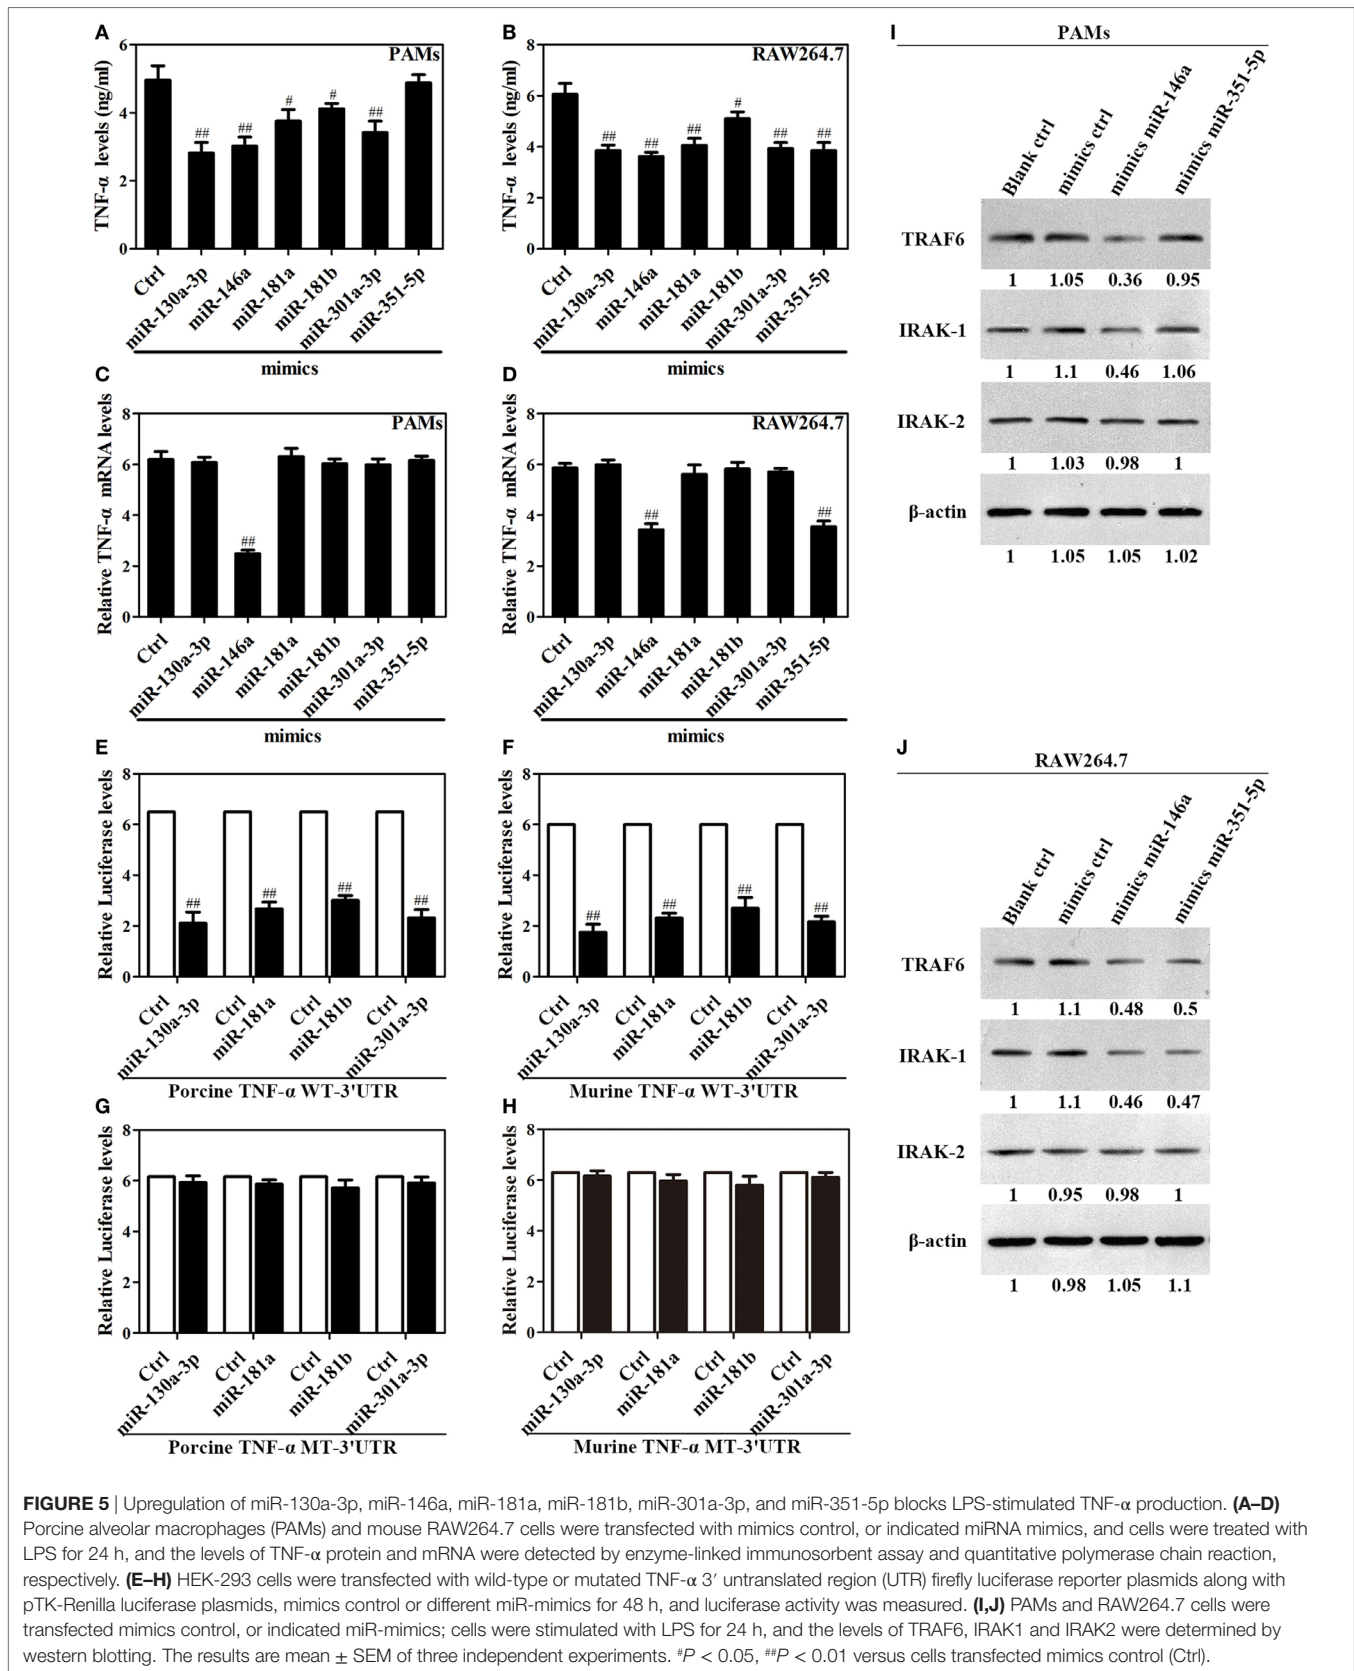 A
PAMs
TNF-α levels (ng/ml)
6
4
2
0
## ## # # ##
Ctrl
miR-130a-3p
miR-146a
miR-181a
miR-181b
miR-301a-3p
miR-351-5p
mimics
B
RAW264.7
TNF-α levels (ng/ml)
8
6
4
2
0
## ## ## # ## ##
Ctrl
miR-130a-3p
miR-146a
miR-181a
miR-181b
miR-301a-3p
miR-351-5p
mimics
C
PAMs
Relative TNF-α mRNA levels
8
6
4
2
0
##
Ctrl
miR-130a-3p
miR-146a
miR-181a
miR-181b
miR-301a-3p
miR-351-5p
mimics
D
RAW264.7
Relative TNF-α mRNA levels
8
6
4
2
0
## ##
Ctrl
miR-130a-3p
miR-146a
miR-181a
miR-181b
miR-301a-3p
miR-351-5p
mimics
E
Relative Luciferase levels
8
6
4
2
0
## ## ## ##
Ctrl
miR-130a-3p
Ctrl
miR-181a
Ctrl
miR-181b
Ctrl
miR-301a-3p
Porcine TNF-α WT-3'UTR
F
Relative Luciferase levels
8
6
4
2
0
## ## ## ##
Ctrl
miR-130a-3p
Ctrl
miR-181a
Ctrl
miR-181b
Ctrl
miR-301a-3p
Murine TNF-α WT-3'UTR
G
Relative Luciferase levels
8
6
4
2
0
Ctrl
miR-130a-3p
Ctrl
miR-181a
Ctrl
miR-181b
Ctrl
miR-301a-3p
Porcine TNF-α MT-3'UTR
H
Relative Luciferase levels
8
6
4
2
0
Ctrl
miR-130a-3p
Ctrl
miR-181a
Ctrl
miR-181b
Ctrl
miR-301a-3p
Murine TNF-α MT-3'UTR
I
PAMs
Blank ctrl
mimics ctrl
mimics miR-146a
mimics miR-351-5p
TRAF6
1 1.05 0.36 0.95
IRAK-1
1 1.1 0.46 1.06
IRAK-2
1 1.03 0.98 1
β-actin
1 1.05 1.05 1.02
J
RAW264.7
Blank ctrl
mimics ctrl
mimics miR-146a
mimics miR-351-5p
TRAF6
1 1.1 0.48 0.5
IRAK-1
1 1.1 0.46 0.47
IRAK-2
1 0.95 0.98 1
β-actin
1 0.98 1.05 1.1
FIGURE 5 | Upregulation of miR-130a-3p, miR-146a, miR-181a, miR-181b, miR-301a-3p, and miR-351-5p blocks LPS-stimulated TNF-α production. (A–D)
Porcine alveolar macrophages (PAMs) and mouse RAW264.7 cells were transfected with mimics control, or indicated miRNA mimics, and cells were treated with
LPS for 24 h, and the levels of TNF-α protein and mRNA were detected by enzyme-linked immunosorbent assay and quantitative polymerase chain reaction,
respectively. (E–H) HEK-293 cells were transfected with wild-type or mutated TNF-α 3′ untranslated region (UTR) firefly luciferase reporter plasmids along with
pTK-Renilla luciferase plasmids, mimics control or different miR-mimics for 48 h, and luciferase activity was measured. (I,J) PAMs and RAW264.7 cells were
transfected mimics control, or indicated miR-mimics; cells were stimulated with LPS for 24 h, and the levels of TRAF6, IRAK1 and IRAK2 were determined by
western blotting. The results are mean ± SEM of three independent experiments. #P < 0.05, ##P < 0.01 versus cells transfected mimics control (Ctrl).